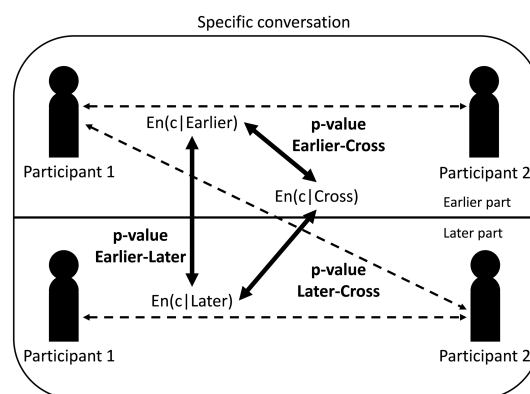 Specific conversation
En(c|Earlier)
p-value
Earlier-Cross
Participant 1
Participant 2
En(c|Cross)
Earlier part
Later part
p-value
Earlier-Later
p-value
Later-Cross
En(c|Later)
Participant 1
Participant 2